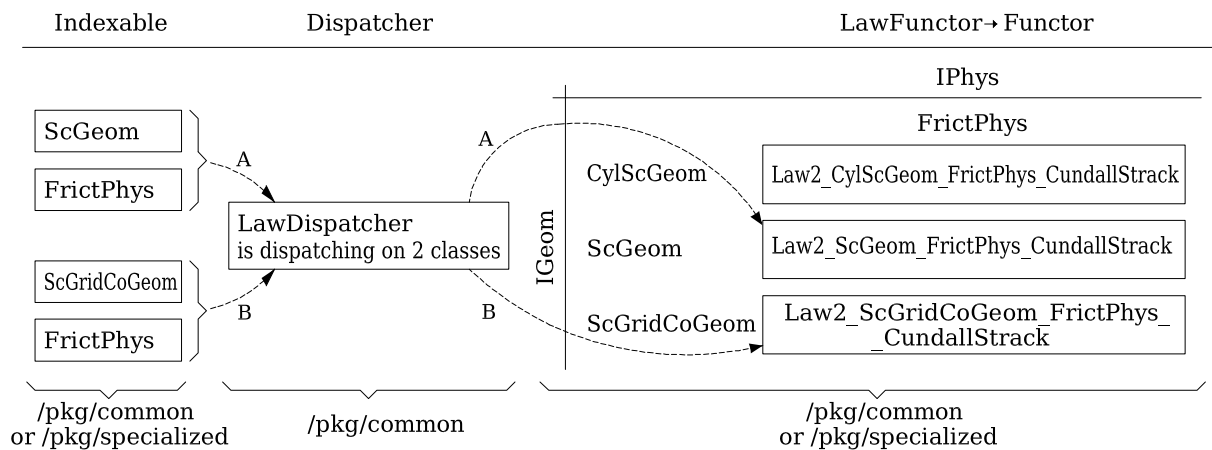 Indexable
Dispatcher
LawFunctor→ Functor
IPhys
FrictPhys
ScGeom
FrictPhys
A
A
CylScGeom
Law2_CylScGeom_FrictPhys_CundallStrack
LawDispatcher
is dispatching on 2 classes
IGeom
ScGeom
Law2_ScGeom_FrictPhys_CundallStrack
ScGridCoGeom
FrictPhys
B
B
ScGridCoGeom
Law2_ScGridCoGeom_FrictPhys_
_CundallStrack
/pkg/common
or /pkg/specialized
/pkg/common
/pkg/common
or /pkg/specialized